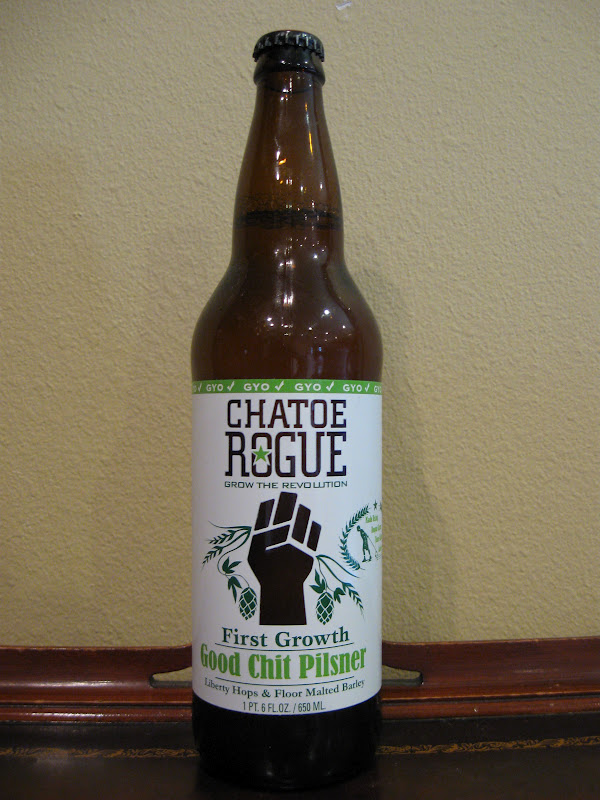 GYO ✓ GYO ✓ GYO ✓ GYO ✓ GYO
CHATOE
ROGUE
GROW THE REVOLUTION
First Growth
Good Chit Pilsner
Liberty Hops & Floor Malted Barley
1 PT. 6 FL.OZ. / 650 ML.